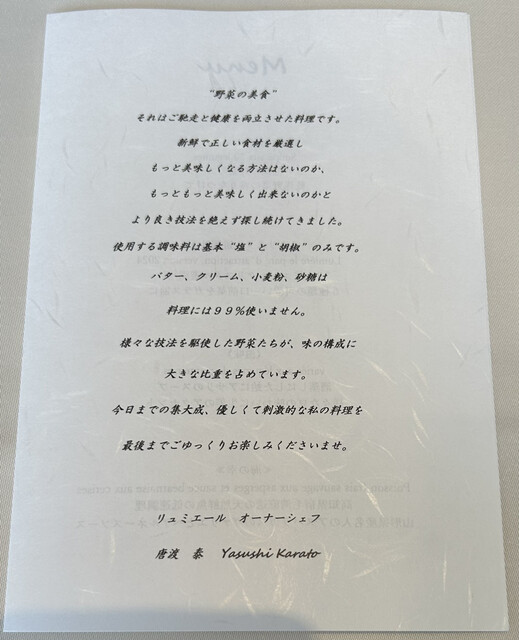 "野菜の美食"
それはご馳走と健康を両立させた料理です。
新鮮で正しい食材を厳選し
もっと美味しくなる方法はないのか、
もっともっと美味しく出来ないのかと
より良き技法を絶えず探し続けてきました。
使用する調味料は基本“塩”と“胡椒”のみです。
バター、クリーム、小麦粉、砂糖は
料理には９９％使いません。
様々な技法を駆使した野菜たちが、味の構成に
大きな比重を占めています。
今日までの集大成、優しくて刺激的な私の料理を
最後までごゆっくりお楽しみくださいませ。
リュミエール　オーナーシェフ
唐渡　泰　Yasushi Karato